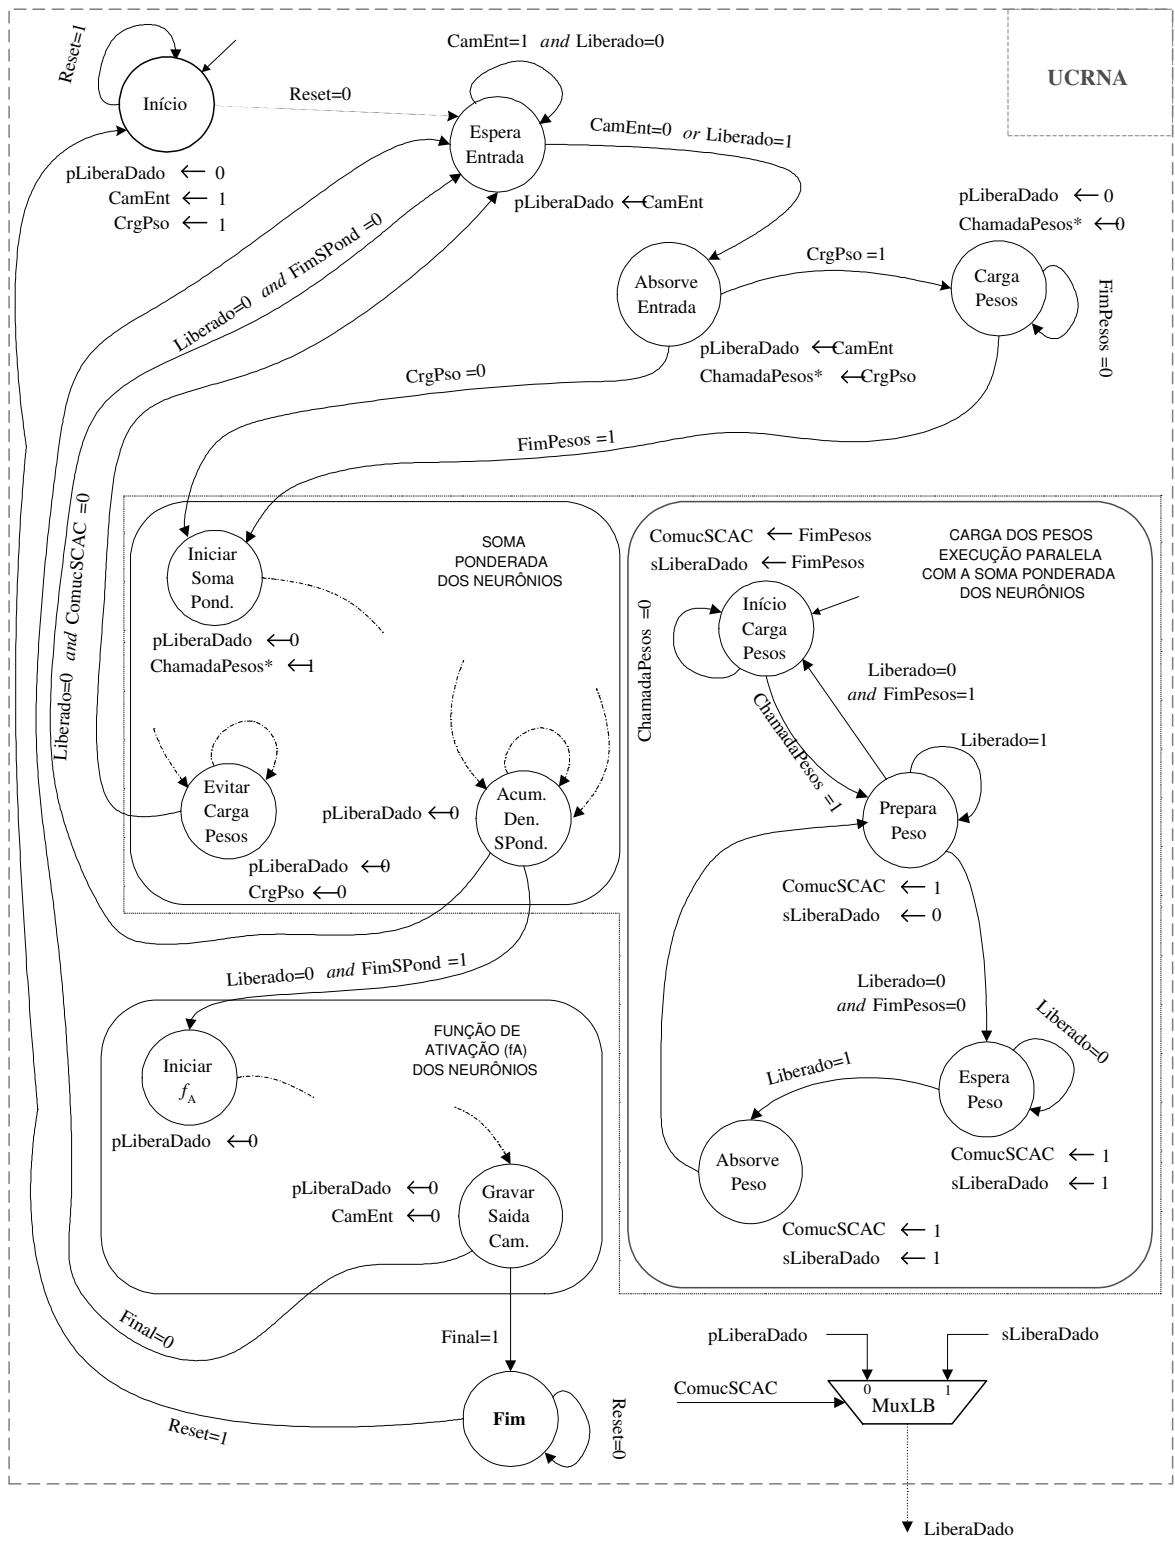 Reset=1
CamEnt=1 and Liberado=0
UCRNA
Início
Reset=0
Espera
Entrada
CamEnt=0 or Liberado=1
pLiberaDado ← 0
CamEnt ← 1
CrgPso ← 1
pLiberaDado ← CamEnt
pLiberaDado ← 0
ChamadaPesos* ← 0
Liberado=0 and FimSPond =0
Absorve
Entrada
CrgPso =1
Carga
Pesos
FimPesos =0
pLiberaDado ← CamEnt
ChamadaPesos* ← CrgPso
CrgPso =0
FimPesos =1
Liberado=0 and ComucSCAC =0
Iniciar
Soma
Pond.
SOMA
PONDERADA
DOS NEURÔNIOS
pLiberaDado ← 0
ChamadaPesos* ← 1
Evitar
Carga
Pesos
pLiberaDado ← 0
CrgPso ← 0
pLiberaDado ← 0
Acum.
Den.
SPond.
ComucSCAC ← FimPesos
sLiberaDado ← FimPesos
CARGA DOS PESOS
EXECUÇÃO PARALELA
COM A SOMA PONDERADA
DOS NEURÔNIOS
Início
Carga
Pesos
ChamadaPesos =0
Liberado=0
and FimPesos=1
ChamadaPesos =1
Liberado=1
Prepara
Peso
ComucSCAC ← 1
sLiberaDado ← 0
Liberado=0
and FimPesos=0
Liberado=0
Espera
Peso
Liberado=1
ComucSCAC ← 1
sLiberaDado ← 1
Absorve
Peso
ComucSCAC ← 1
sLiberaDado ← 1
Liberado=0 and FimSPond =1
FUNÇÃO DE
ATIVAÇÃO (fA)
DOS NEURÔNIOS
Iniciar
fA
pLiberaDado ← 0
pLiberaDado ← 0
CamEnt ← 0
Gravar
Saida
Cam.
Final=0
Final=1
Fim
Reset=0
Reset=1
pLiberaDado
sLiberaDado
ComucSCAC
0 1
MuxLB
LiberaDado